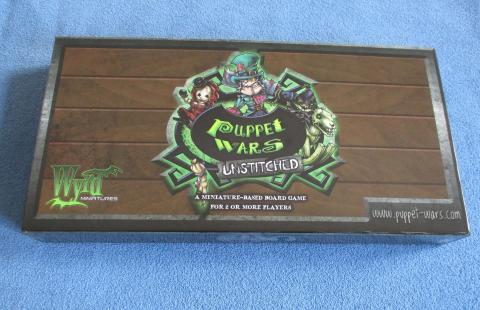 PUPPET
WARS
UNSTITCHED
A MINIATURE-BASED BOARD GAME
FOR 2 OR MORE PLAYERS
Wyrd
MINIATURES
www.puppet-wars.com